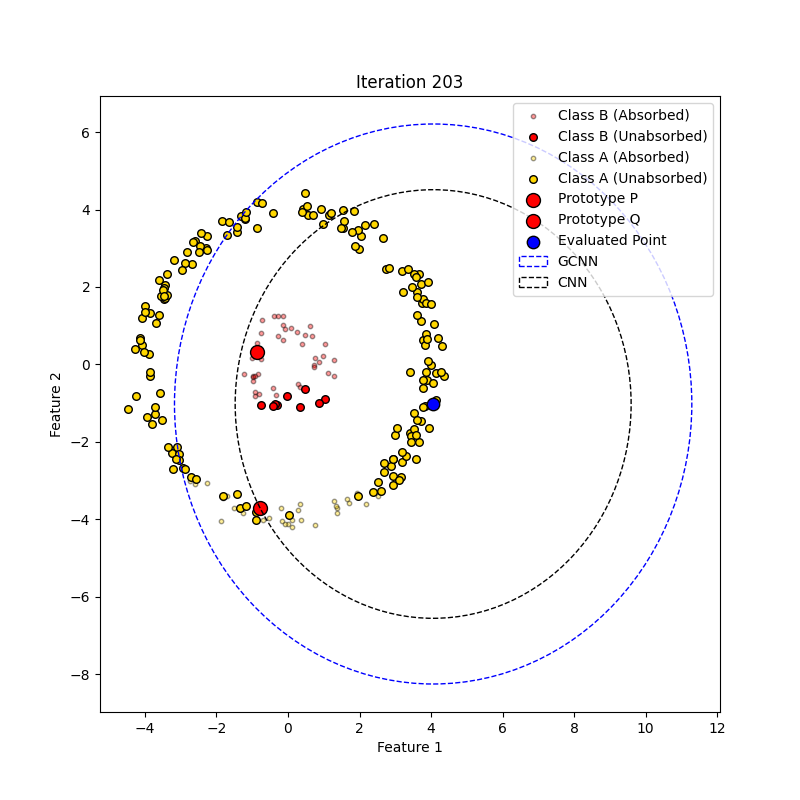 Iteration 203
Class B (Absorbed)
Class B (Unabsorbed)
Class A (Absorbed)
Class A (Unabsorbed)
Prototype P
Prototype Q
Evaluated Point
GCNN
CNN
6
4
2
0
−2
−4
−6
−8
Feature 2
−4 −2 0 2 4 6 8 10 12
Feature 1